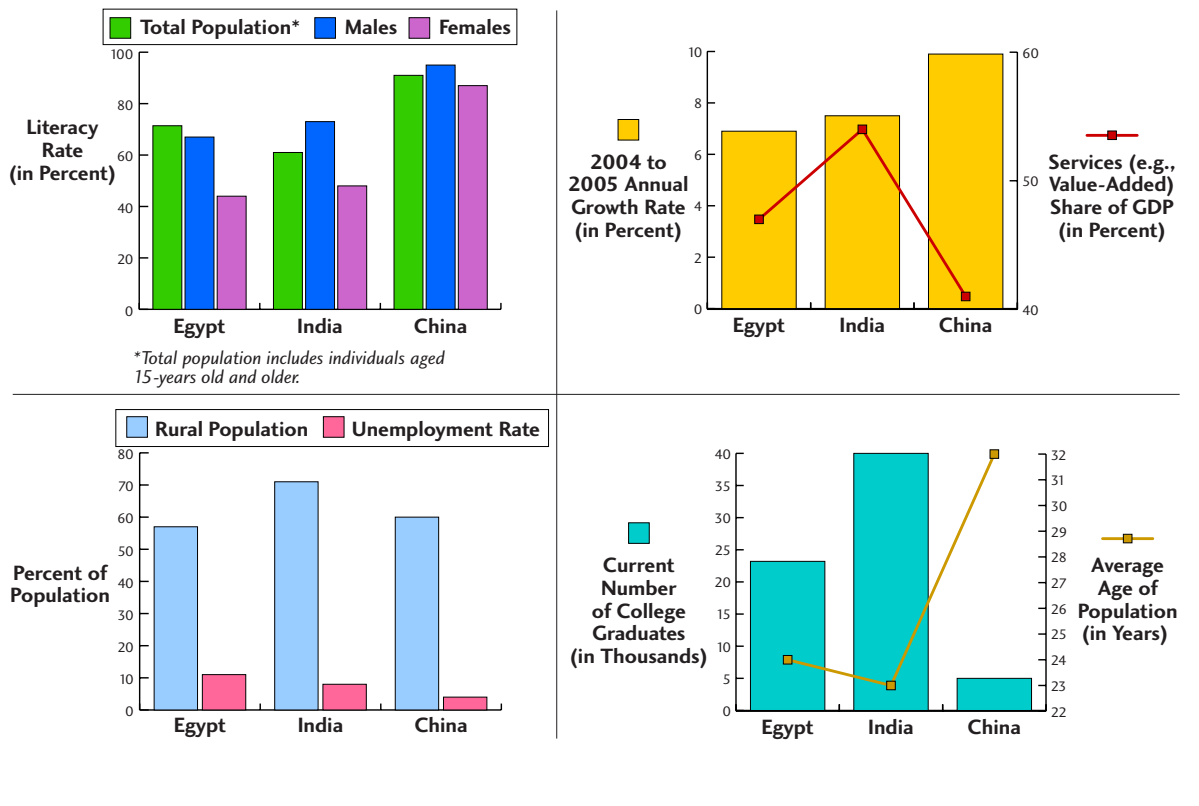 Total Population* Males Females
100
80
60
40
20
0
Literacy
Rate
(in Percent)
Egypt India China
*Total population includes individuals aged
15-years old and older.
10
8
6
4
2
0
2004 to
2005 Annual
Growth Rate
(in Percent)
60
50
40
Services (e.g.,
Value-Added)
Share of GDP
(in Percent)
Egypt India China
Rural Population Unemployment Rate
80
70
60
50
40
30
20
10
0
Percent of
Population
Egypt India China
40
35
30
25
20
15
10
5
0
Current
Number
of College
Graduates
(in Thousands)
32
31
30
29
28
27
26
25
24
23
22
Average
Age of
Population
(in Years)
Egypt India China